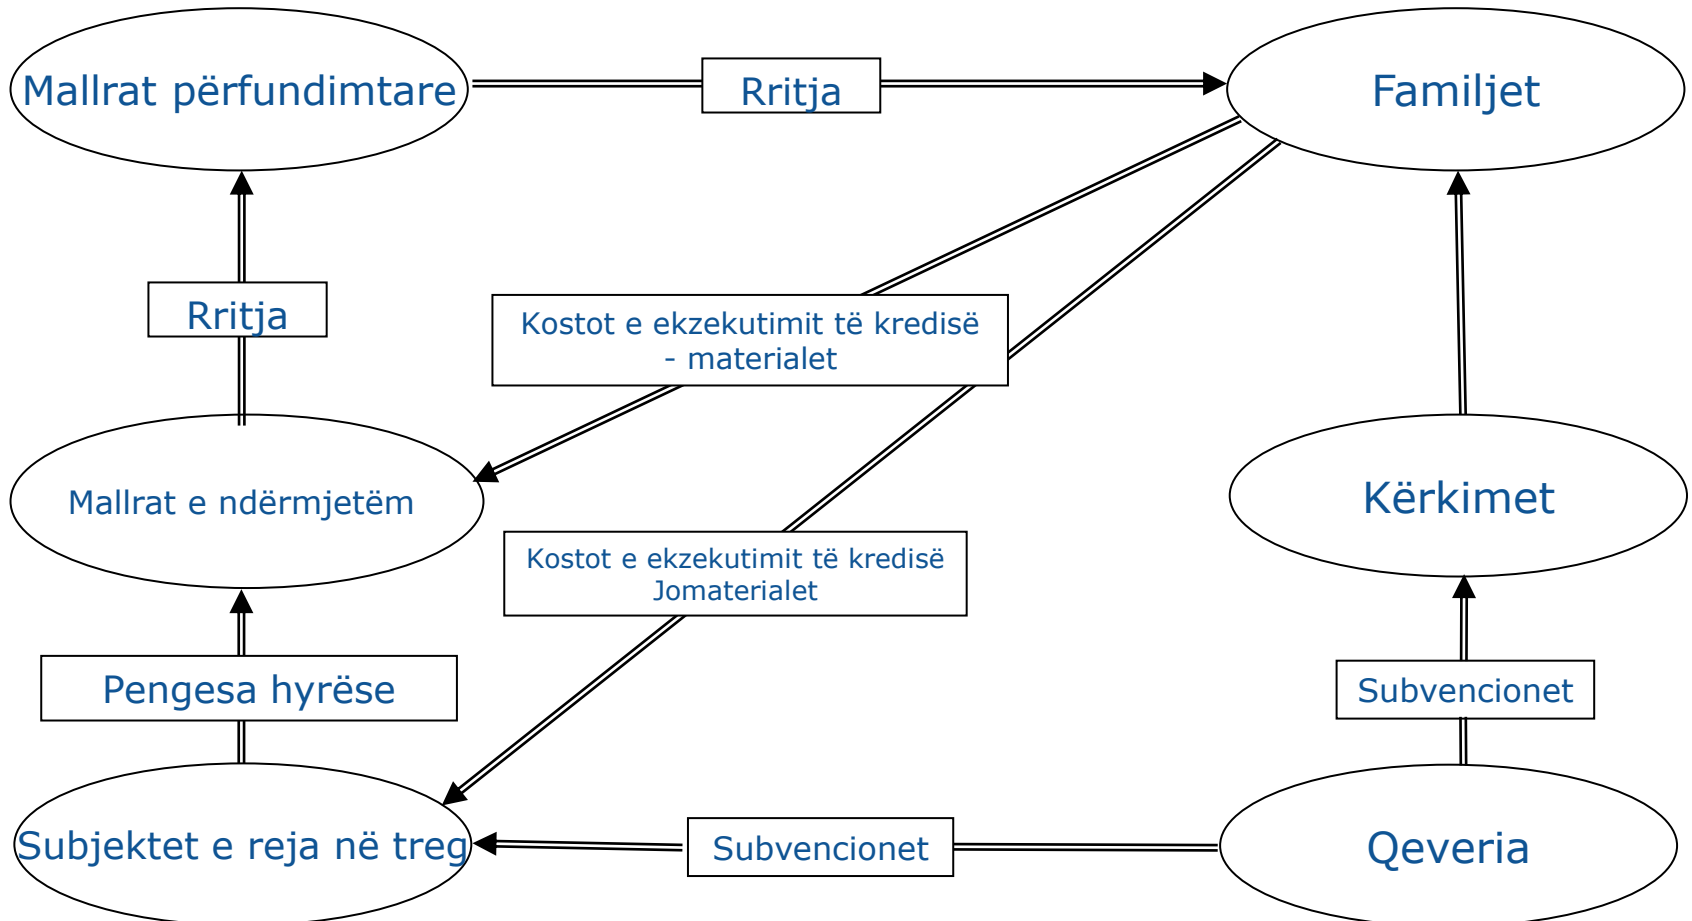 Mallrat përfundimtare
Rritja
Familjet
Rritja
Kostot e ekzekutimit të kredisë
- materialet
Mallrat e ndërmjetëm
Kërkimet
Kostot e ekzekutimit të kredisë
Jomaterialet
Pengesa hyrëse
Subvencionet
Subjektet e reja në treg
Subvencionet
Qeveria